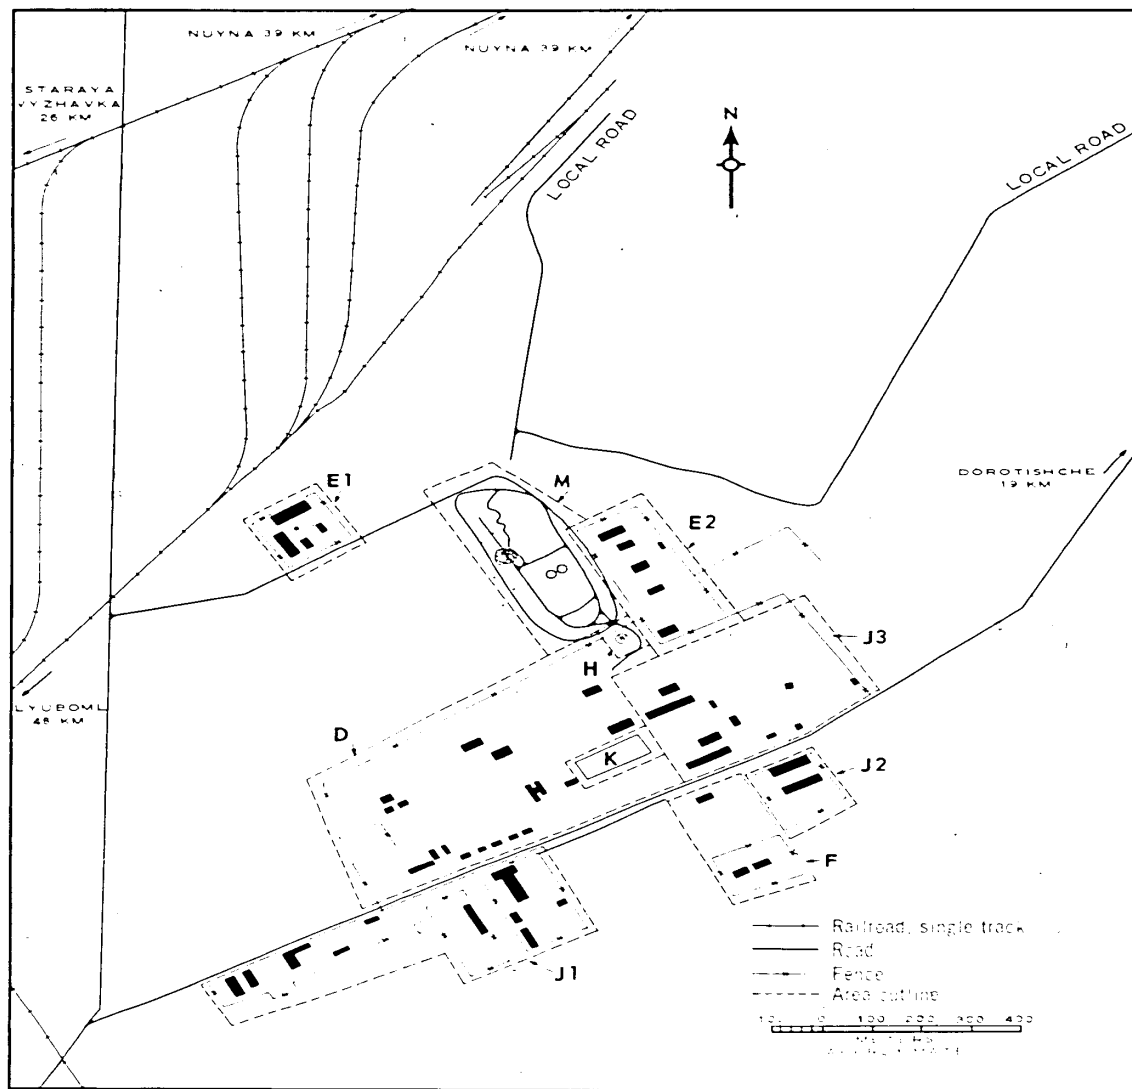 NUYNA 39 KM
NUYNA 39 KM
STARAYA
VYZHAVKA
26 KM
N
LOCAL ROAD
LOCAL ROAD
DOROTISHCHE
19 KM
E1
M
E2
J3
H
LYUBOML
48 KM
D
K
J2
F
J1
Railroad, single track
Road
Fence
Area outline
100 0 100 200 300 400
METERS
APPROXIMATE